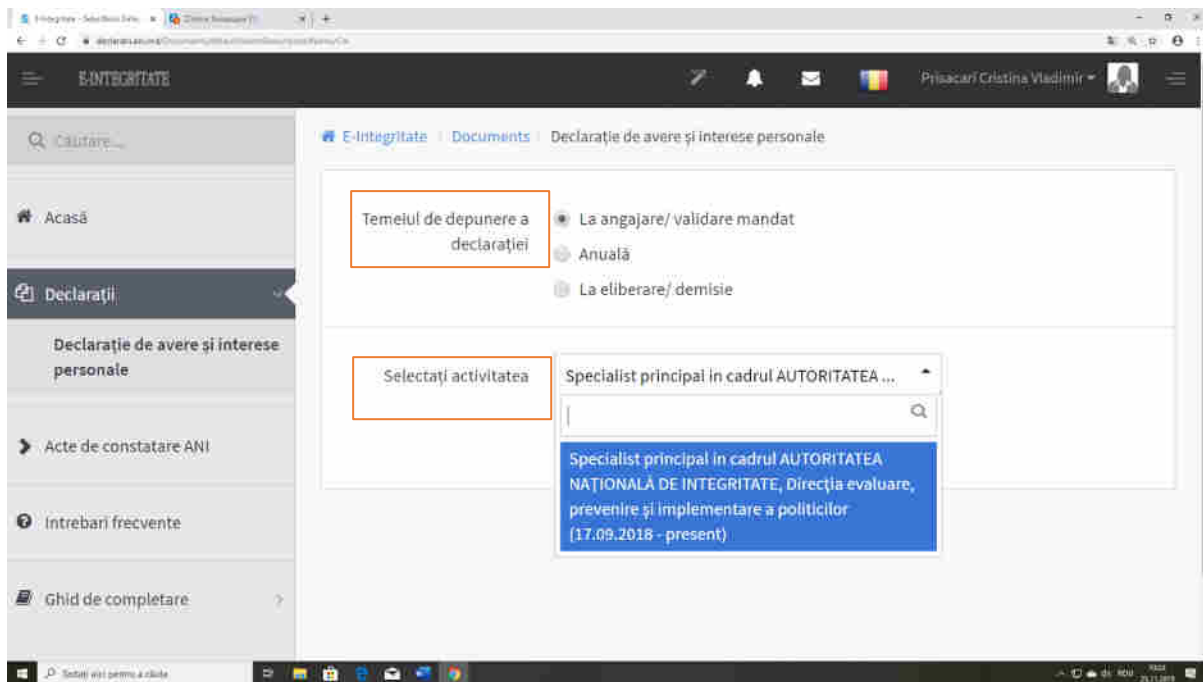 E-INTEGRITATE
Prisacari Cristina Vladimir
Căutare...
E-Integritate Documents Declarație de avere și interese personale
Acasă
Declarații
Declarație de avere și interese
personale
Acte de constatare ANI
Intrebari frecvente
Ghid de completare
Temeiul de depunere a
declarației
La angajare/ validare mandat
Anuală
La eliberare/ demisie
Selectați activitatea
Specialist principal in cadrul AUTORITATEA ...
Specialist principal in cadrul AUTORITATEA
NAȚIONALĂ DE INTEGRITATE, Direcția evaluare,
prevenire și implementare a politicilor
(17.09.2018 - present)